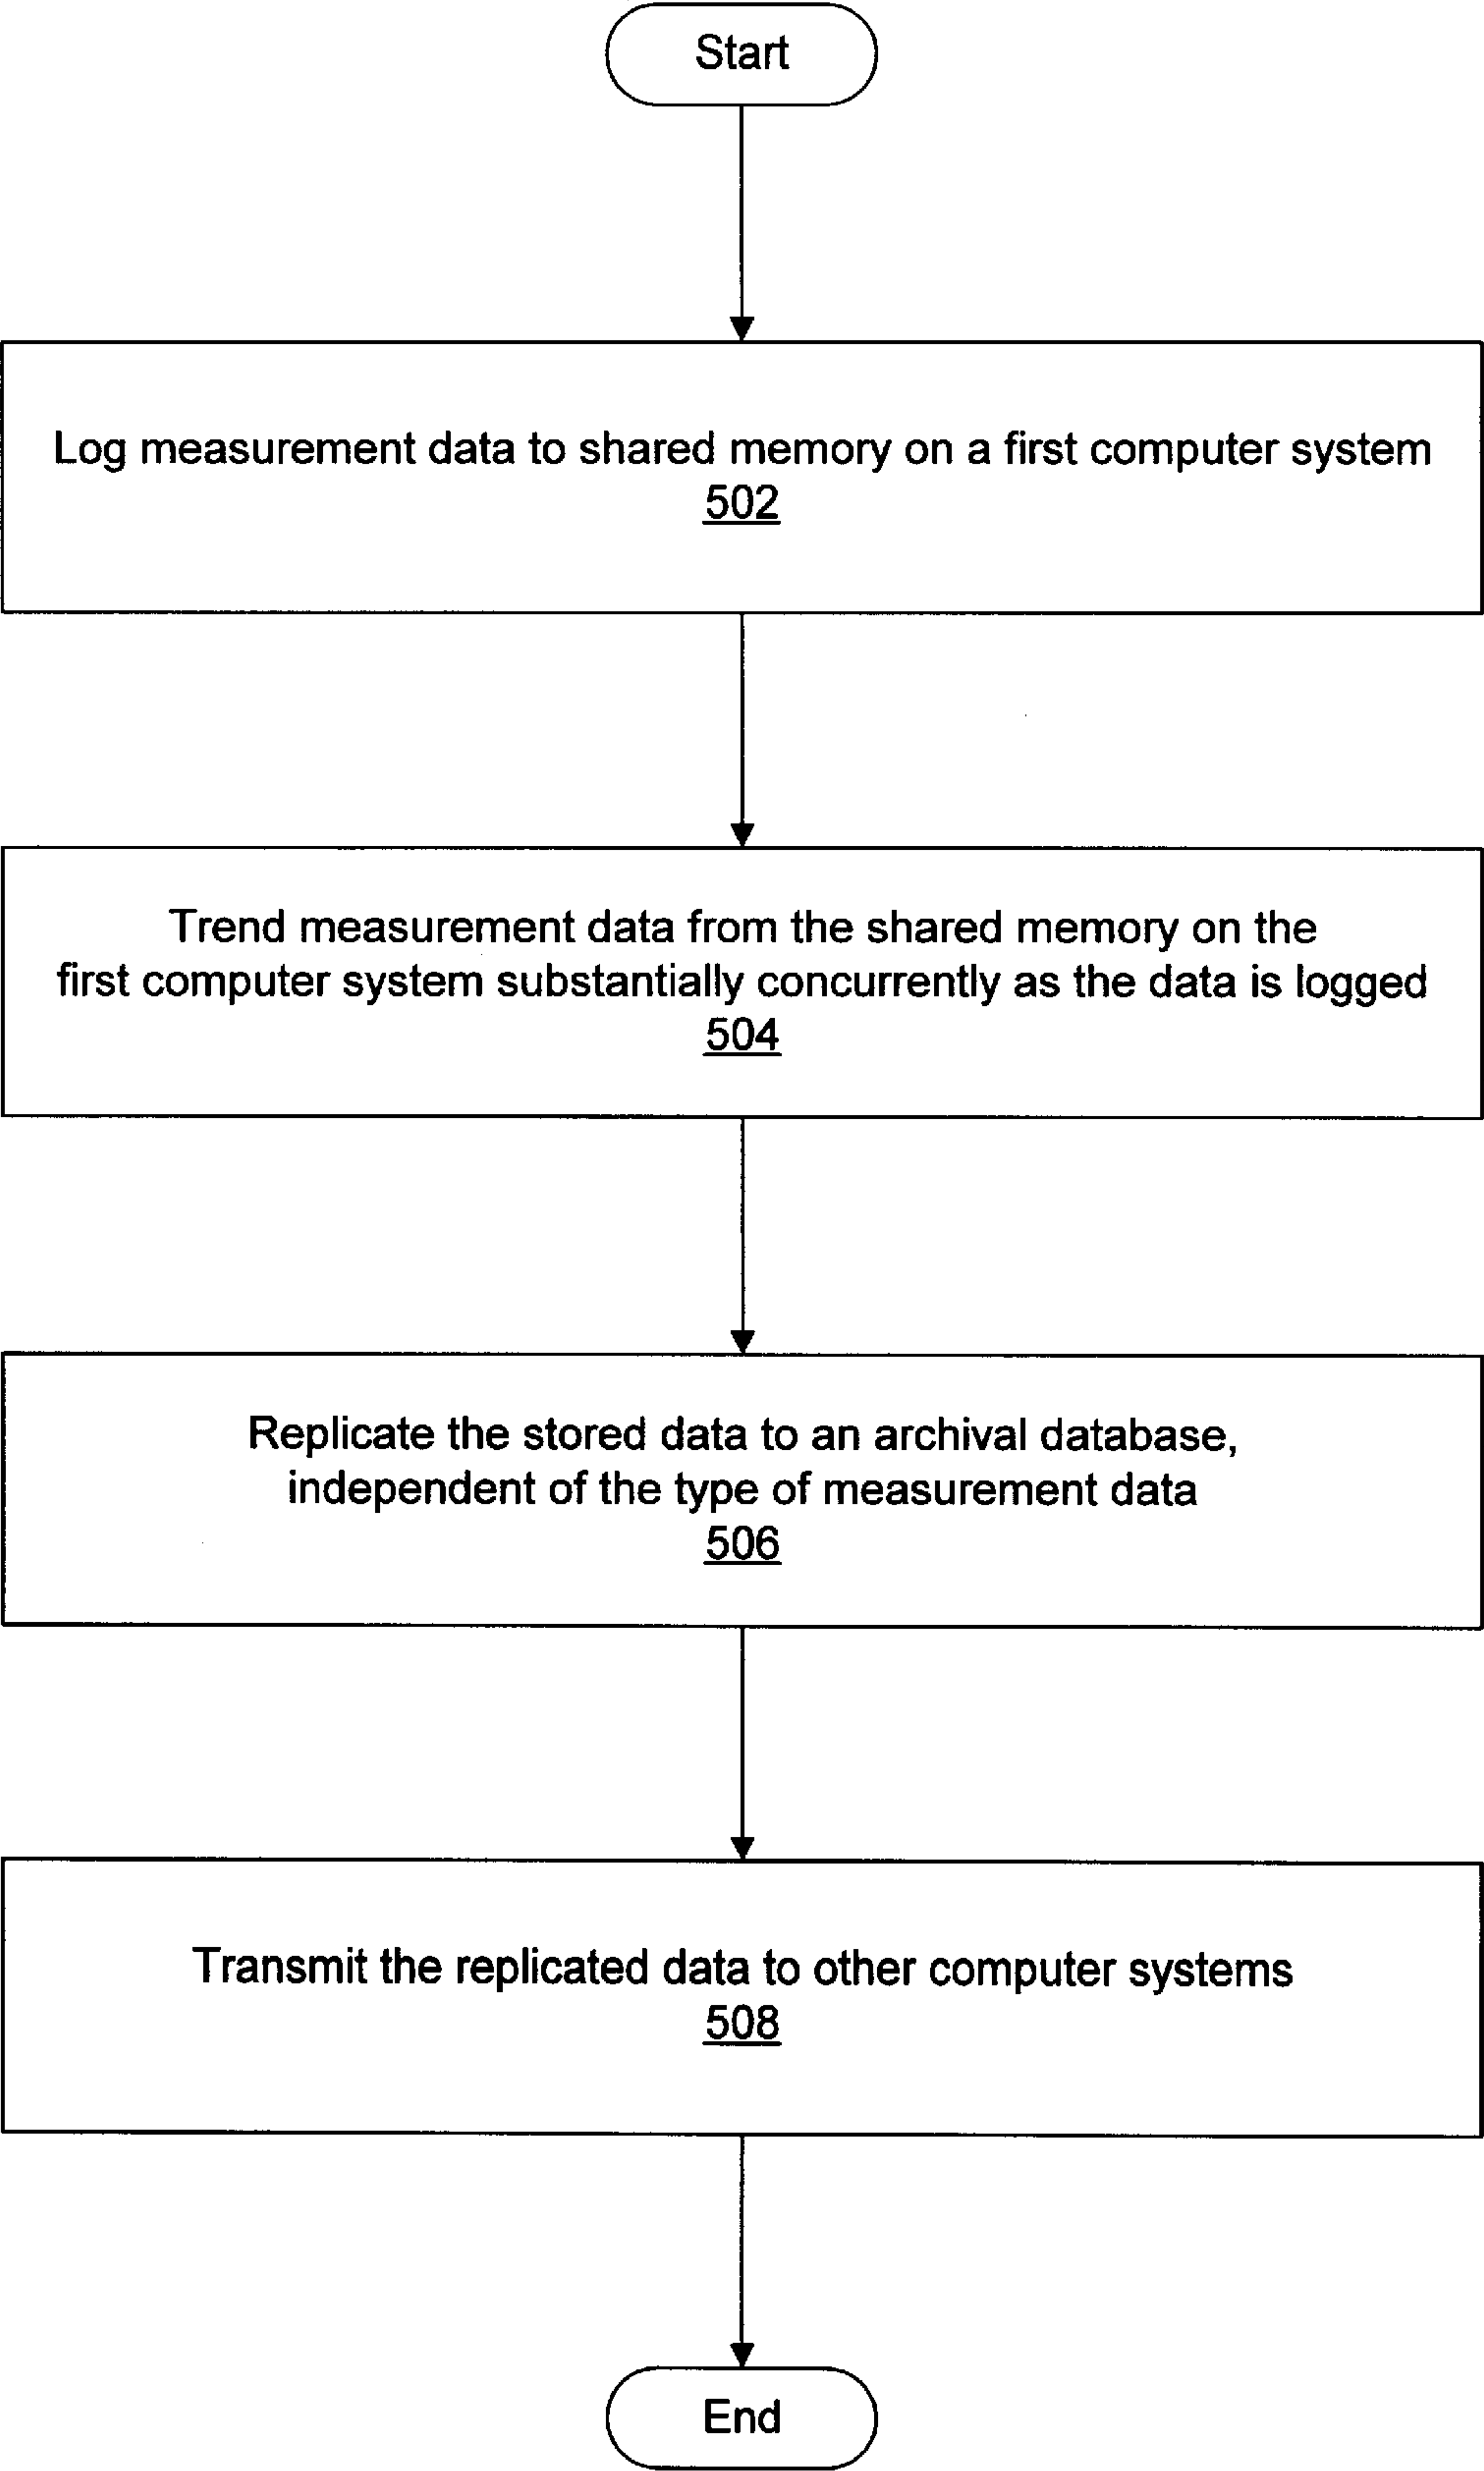 Start
Log measurement data to shared memory on a first computer system
502
Trend measurement data from the shared memory on the
first computer system substantially concurrently as the data is logged
504
Replicate the stored data to an archival database,
independent of the type of measurement data
506
Transmit the replicated data to other computer systems
508
End